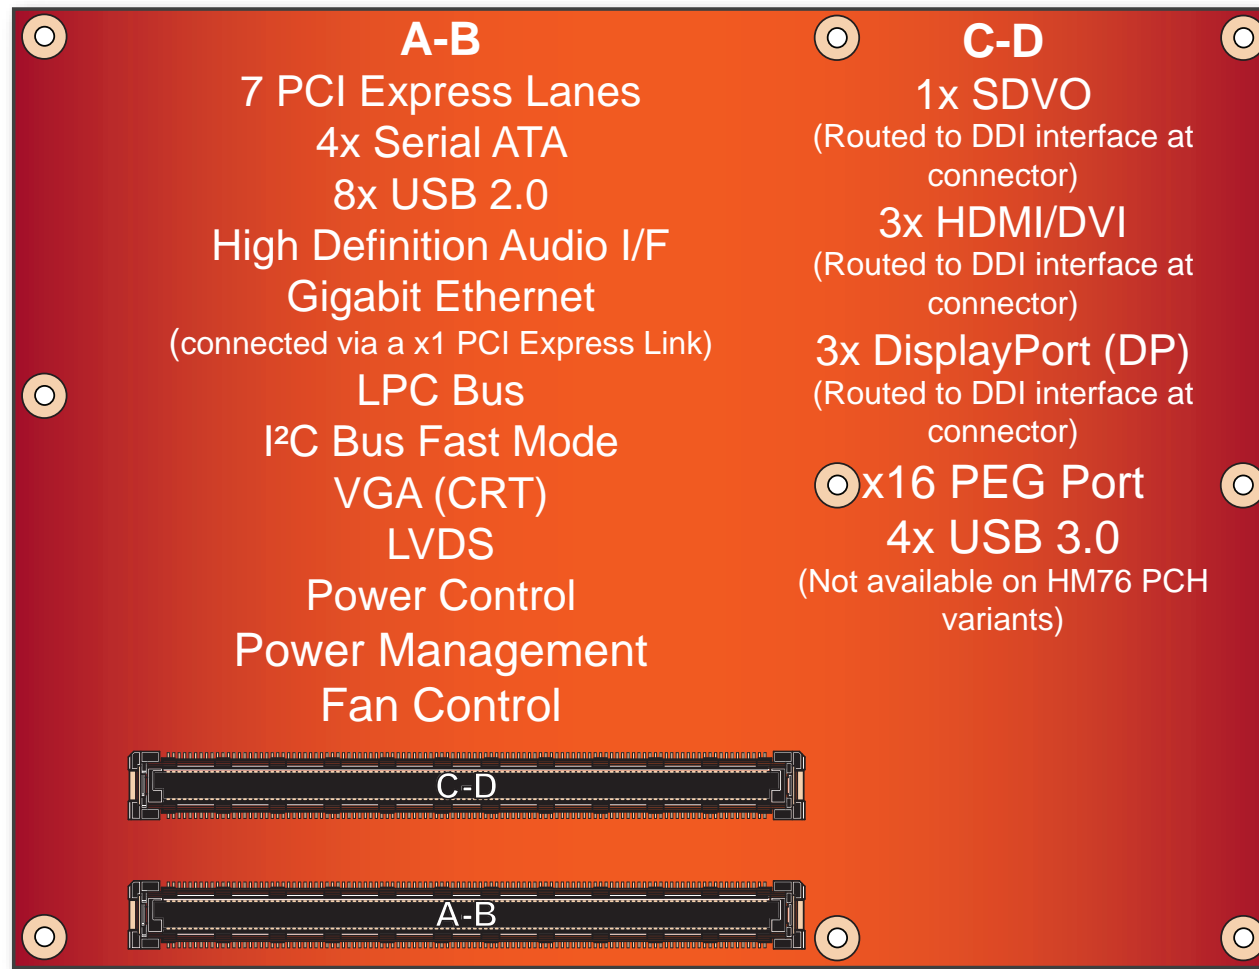 A-B
7 PCI Express Lanes
4x Serial ATA
8x USB 2.0
High Definition Audio I/F
Gigabit Ethernet
(connected via a x1 PCI Express Link)
LPC Bus
I²C Bus Fast Mode
VGA (CRT)
LVDS
Power Control
Power Management
Fan Control
C-D
1x SDVO
(Routed to DDI interface at
connector)
3x HDMI/DVI
(Routed to DDI interface at
connector)
3x DisplayPort (DP)
(Routed to DDI interface at
connector)
x16 PEG Port
4x USB 3.0
(Not available on HM76 PCH
variants)
C-D
A-B